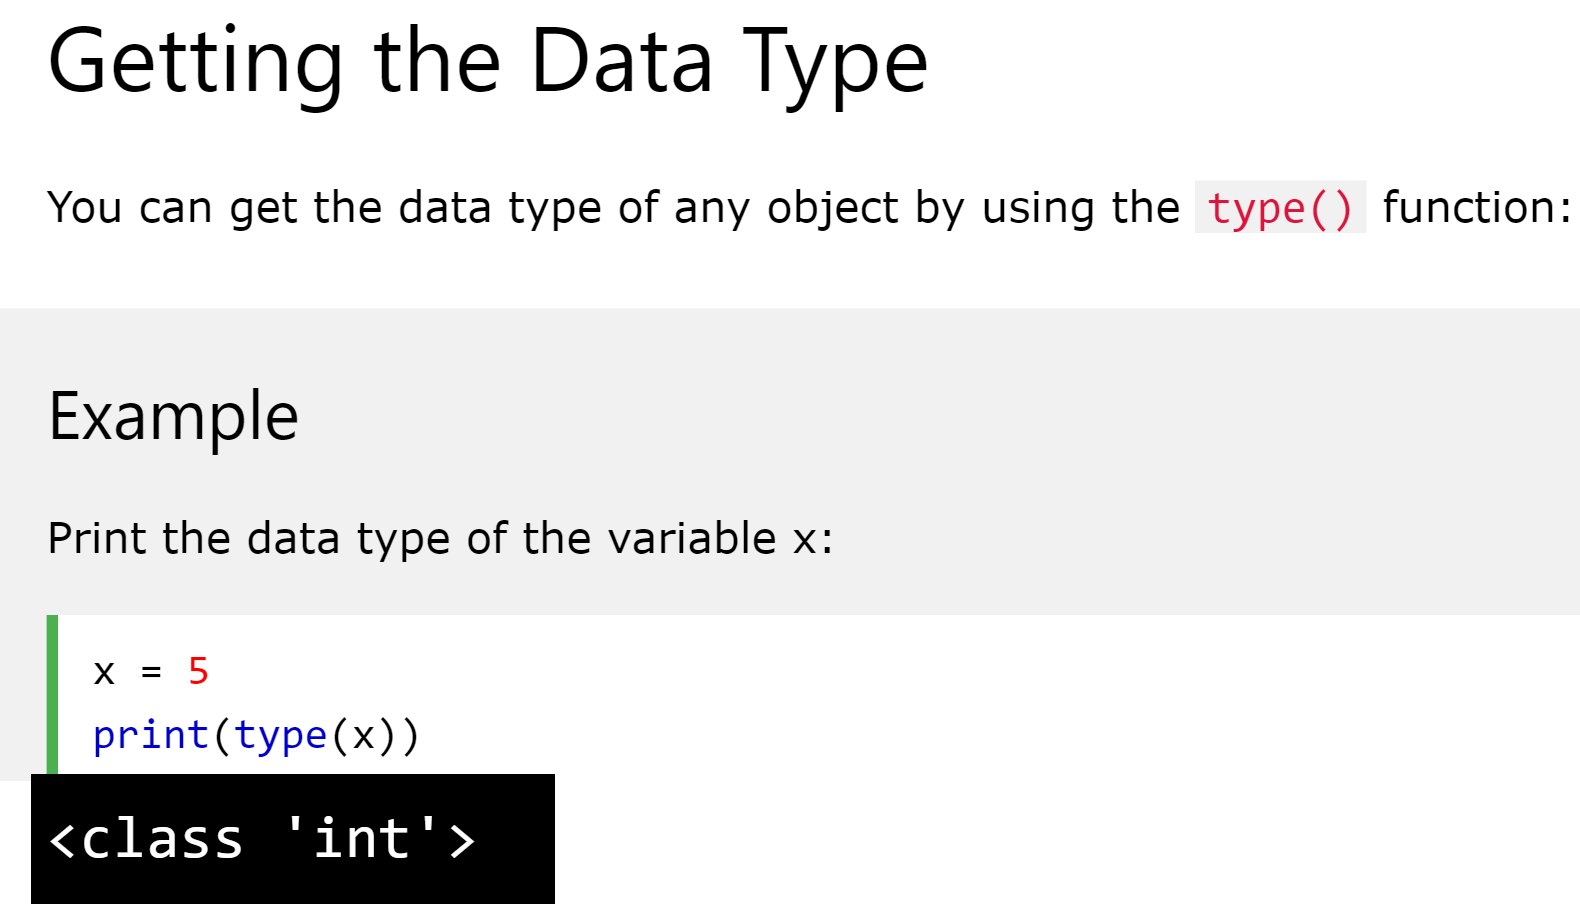 Getting the Data Type
You can get the data type of any object by using the type() function:
Example
Print the data type of the variable x:
x = 5
print(type(x))
<class 'int'>